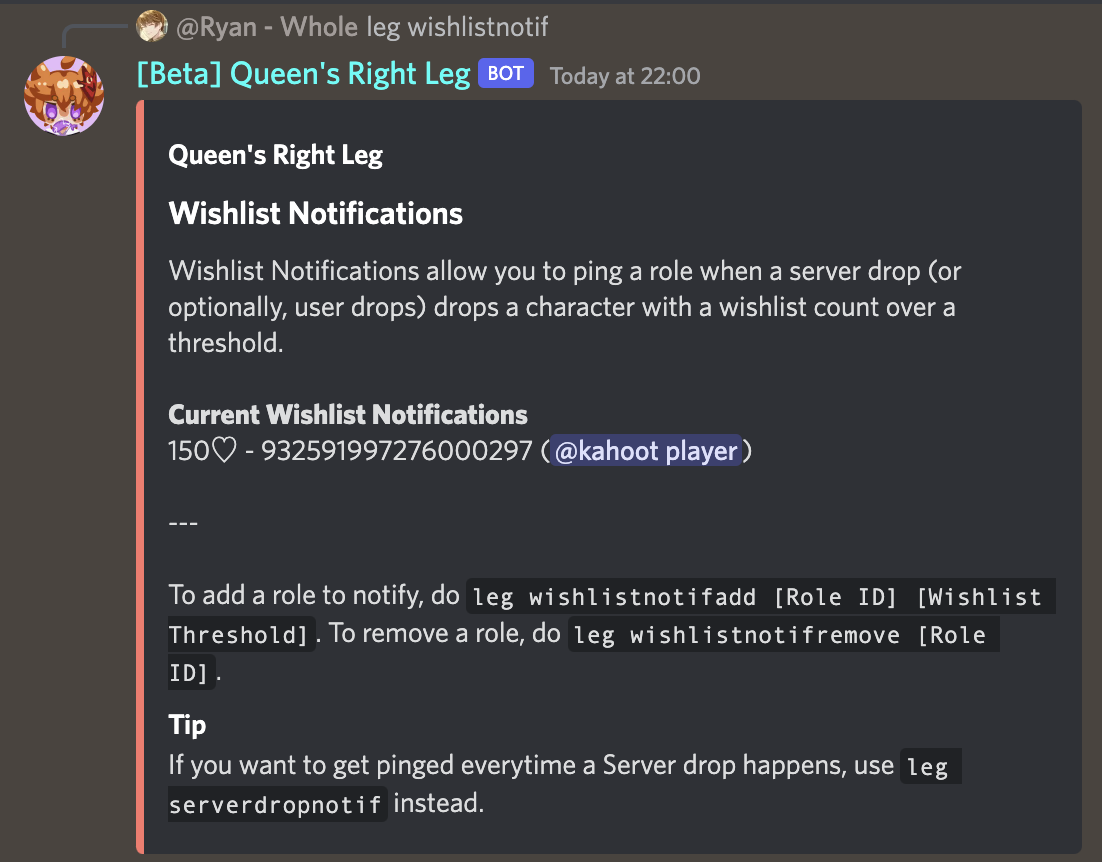 @Ryan - Whole leg wishlistnotif
[Beta] Queen's Right Leg BOT Today at 22:00
Queen's Right Leg
Wishlist Notifications
Wishlist Notifications allow you to ping a role when a server drop (or
optionally, user drops) drops a character with a wishlist count over a
threshold.
Current Wishlist Notifications
150♡ - 932591997276000297 (@kahoot player)
---
To add a role to notify, do leg wishlistnotifadd [Role ID] [Wishlist
Threshold]. To remove a role, do leg wishlistnotifremove [Role
ID].
Tip
If you want to get pinged everytime a Server drop happens, use leg
serverdropnotif instead.